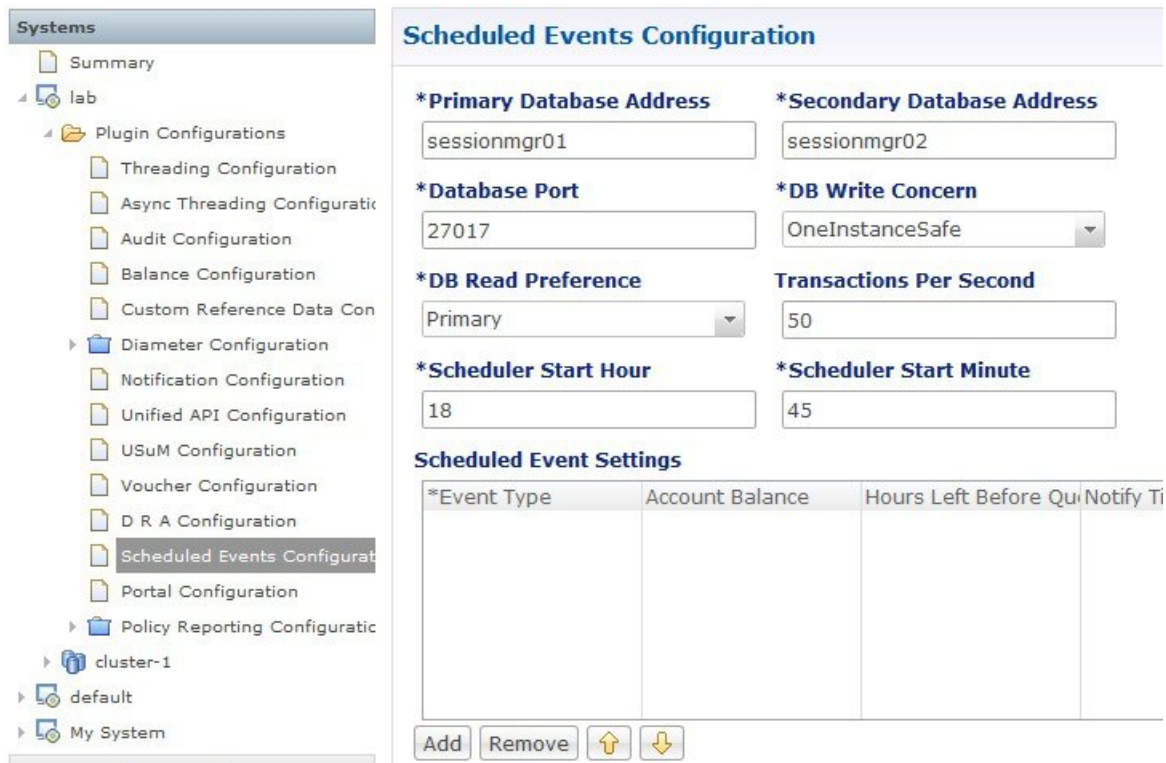 Systems
Summary
lab
Plugin Configurations
Threading Configuration
Async Threading Configuratic
Audit Configuration
Balance Configuration
Custom Reference Data Con
Diameter Configuration
Notification Configuration
Unified API Configuration
USuM Configuration
Voucher Configuration
D R A Configuration
Scheduled Events Configurat
Portal Configuration
Policy Reporting Configuratic
cluster-1
default
My System
Scheduled Events Configuration
*Primary Database Address *Secondary Database Address
sessionmgr01 sessionmgr02
*Database Port *DB Write Concern
27017 OneInstanceSafe
*DB Read Preference Transactions Per Second
Primary 50
*Scheduler Start Hour *Scheduler Start Minute
18 45
Scheduled Event Settings
*Event Type Account Balance Hours Left Before Qu Notify Ti
Add Remove